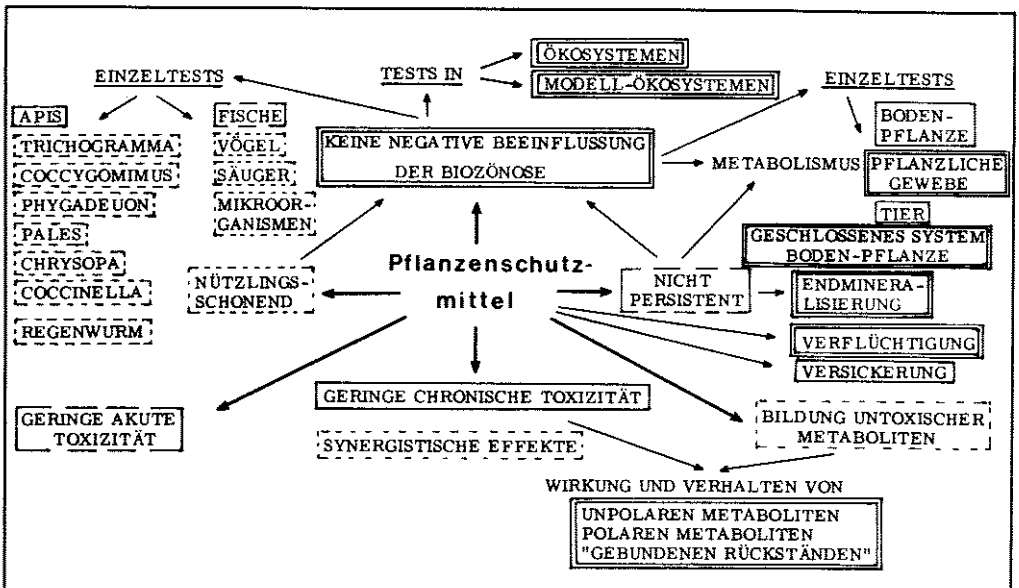 ÖKOSYSTEMEN
EINZELTESTS
TESTS IN
MODELL-ÖKOSYSTEMEN
EINZELTESTS
APIS
TRICHOGRAMMA
COCCYGOMIMUS
PHYGADEUON
PALES
CHRYSOPA
COCCINELLA
REGENWURM
FISCHE
VÖGEL
SÄUGER
MIKROOR-
GANISMEN
KEINE NEGATIVE BEEINFLUSSUNG
DER BIOZÖNOSE
METABOLISMUS
BODEN-
PFLANZE
PFLANZLICHE
GEWEBE
TIER
GESCHLOSSENES SYSTEM
BODEN-PFLANZE
NÜTZLINGS-
SCHONEND
Pflanzenschutz-
mittel
NICHT
PERSISTENT
ENDMINERA-
LISIERUNG
VERFLÜCHTIGUNG
VERSICKERUNG
GERINGE AKUTE
TOXIZITÄT
GERINGE CHRONISCHE TOXIZITÄT
SYNERGISTISCHE EFFEKTE
BILDUNG UNTOXISCHER
METABOLITEN
WIRKUNG UND VERHALTEN VON
UNPOLAREN METABOLITEN
POLAREN METABOLITEN
"GEBUNDENEN RÜCKSTÄNDEN"